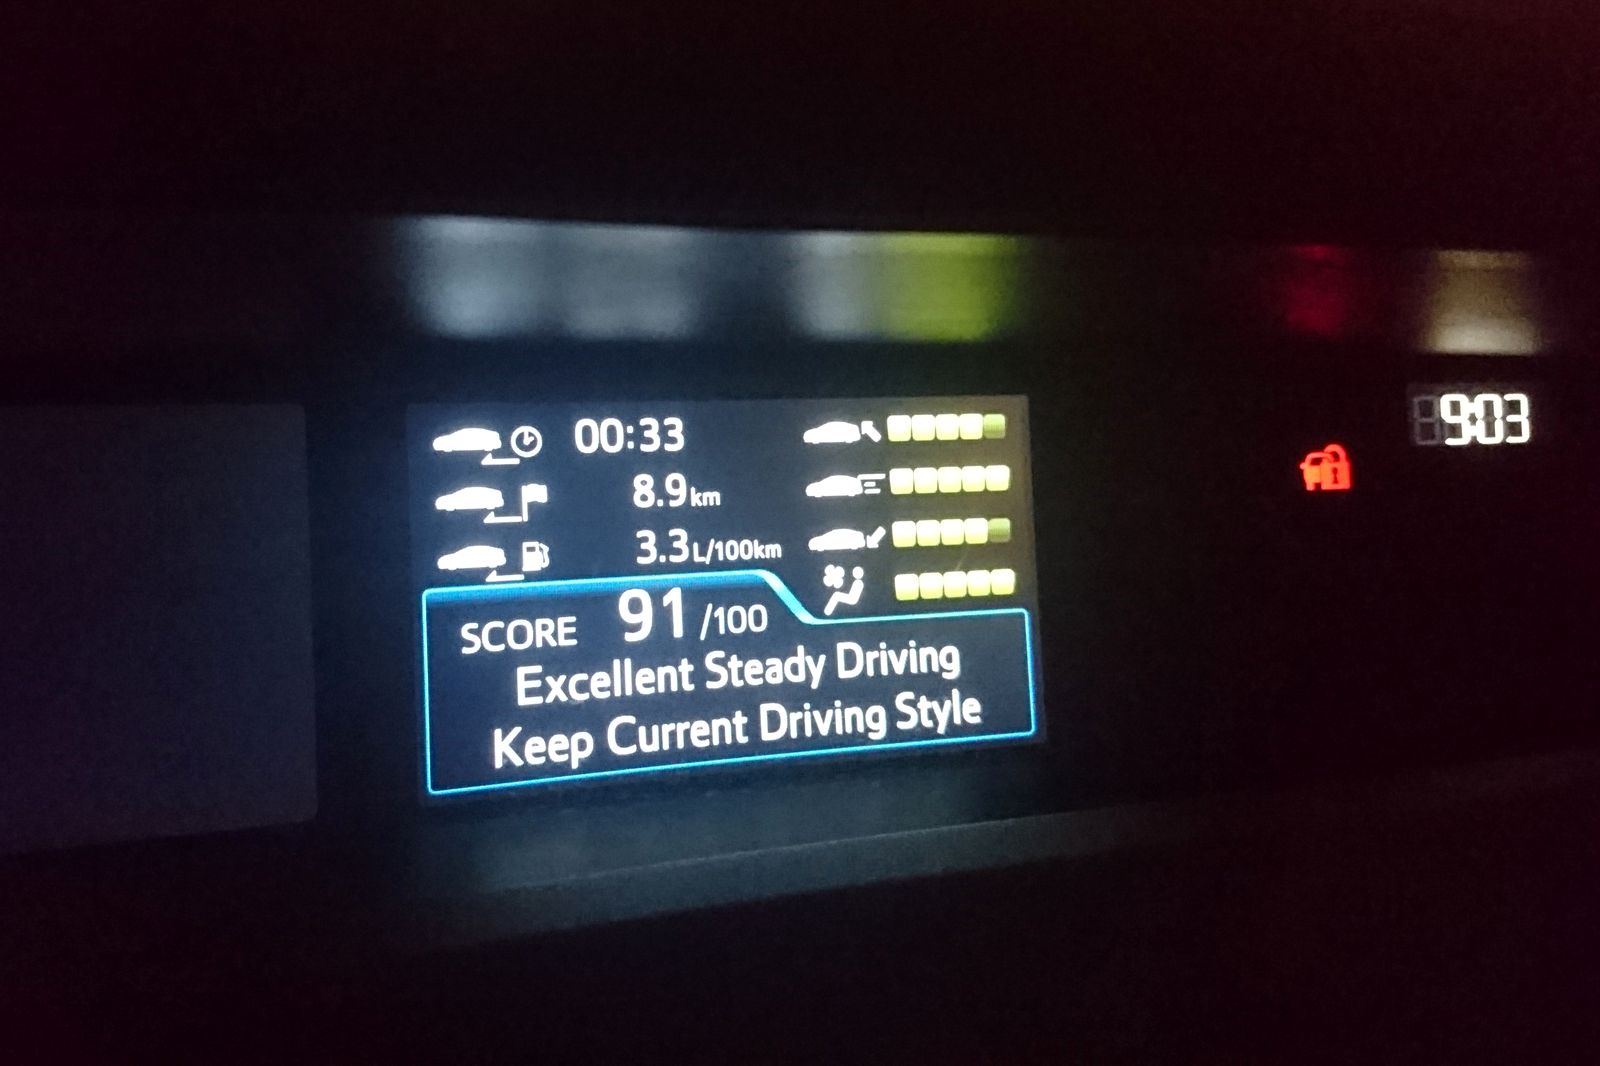 00:33
8.9km
3.3L/100km
SCORE 91/100
Excellent Steady Driving
Keep Current Driving Style
9:03